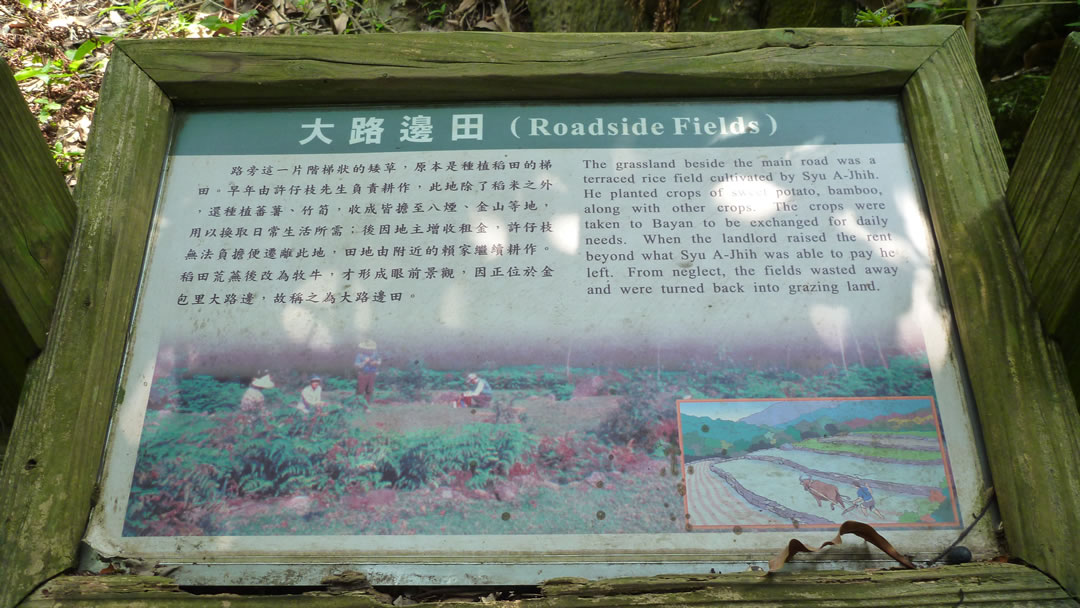 大路邊田 (Roadside Fields)
路旁這一片階梯狀的矮草，原本是種植稻田的梯
田。早年由許仔枝先生負責耕作，此地除了稻米之外
，還種植蕃薯、竹筍，收成皆擔至八煙、金山等地，
用以換取日常生活所需；後因地主增收租金，許仔枝
無法負擔便遷離此地，田地由附近的賴家繼續耕作。
稻田荒蕪後改為牧牛，才形成眼前景觀，因正位於金
包里大路邊，故稱之為大路邊田。
The grassland beside the main road was a
terraced rice field cultivated by Syu A-Jhih.
He planted crops of sweet potato, bamboo,
along with other crops. The crops were
taken to Bayan to be exchanged for daily
needs. When the landlord raised the rent
beyond what Syu A-Jhih was able to pay he
left. From neglect, the fields wasted away
and were turned back into grazing land.